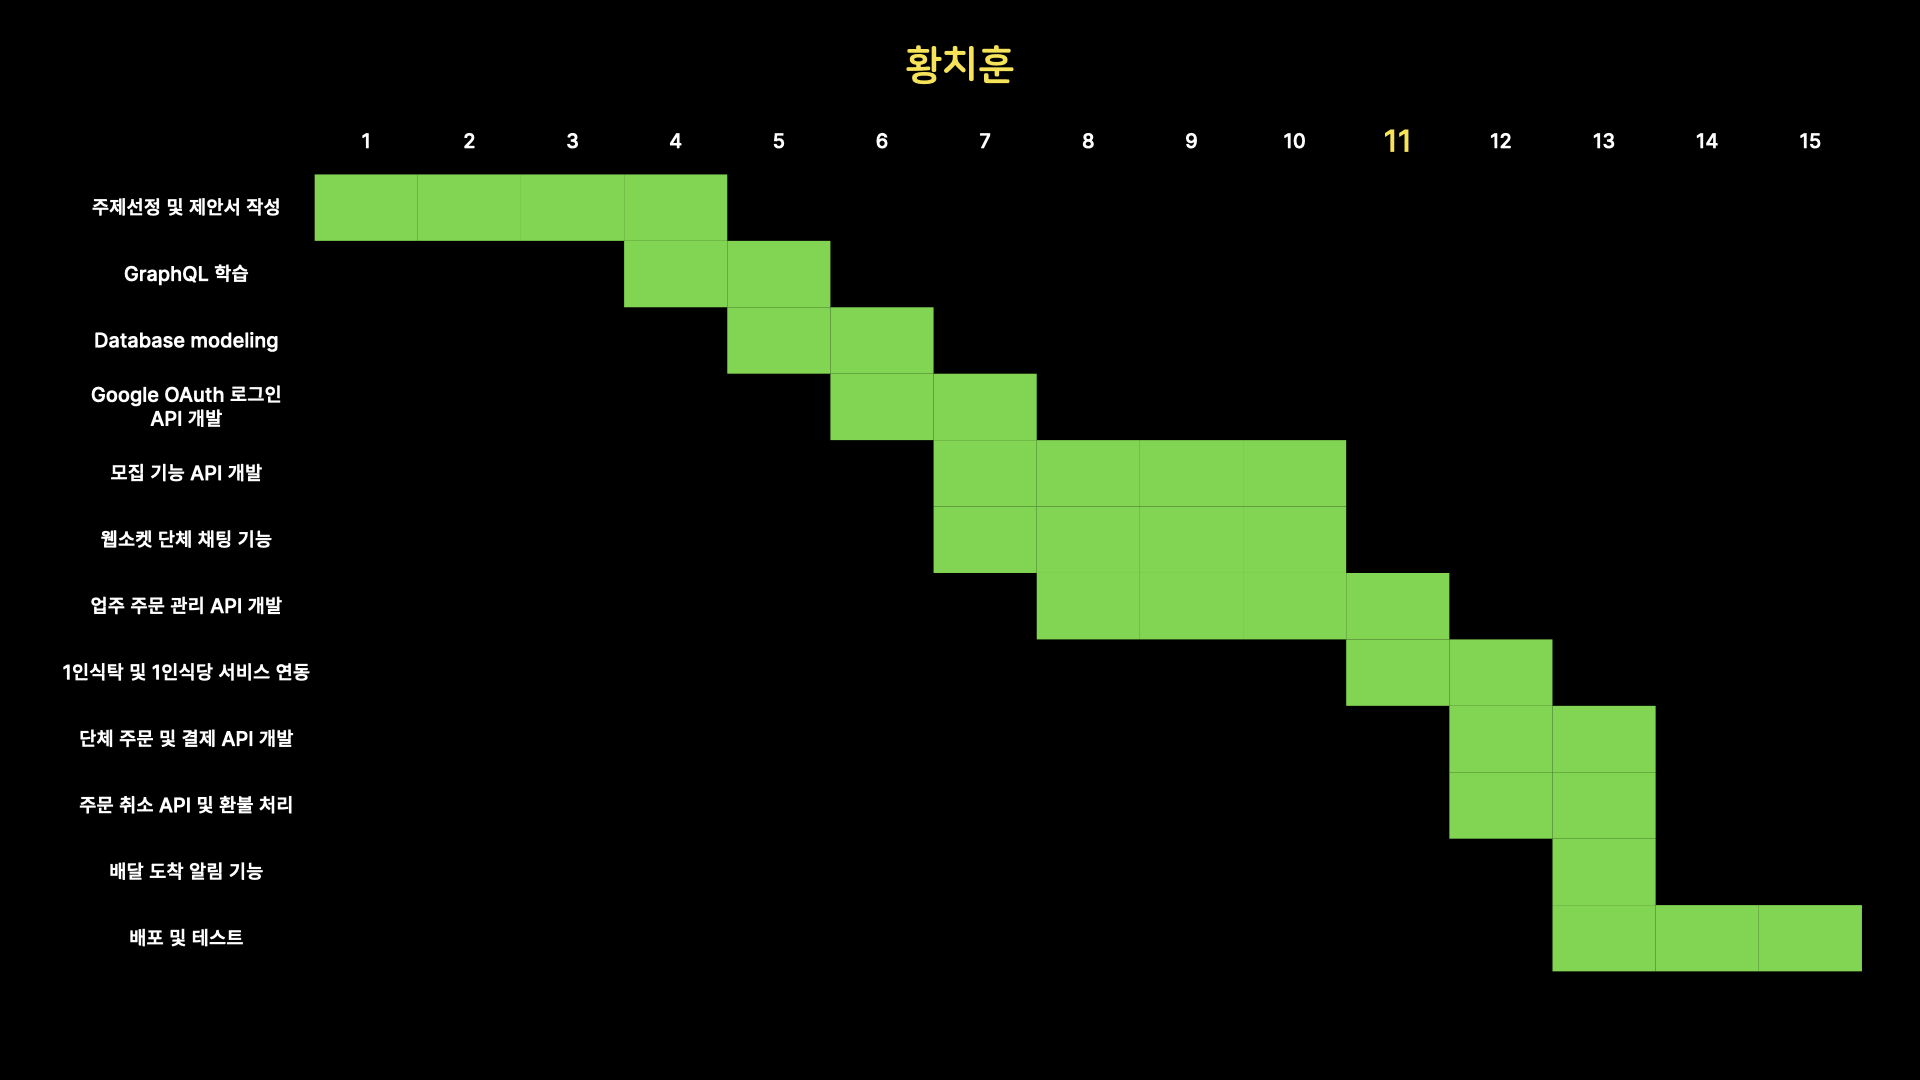 황치훈
1 2 3 4 5 6 7 8 9 10 11 12 13 14 15
주제선정 및 제안서 작성
GraphQL 학습
Database modeling
Google OAuth 로그인
API 개발
모집 기능 API 개발
웹소켓 단체 채팅 기능
업주 주문 관리 API 개발
1인식탁 및 1인식당 서비스 연동
단체 주문 및 결제 API 개발
주문 취소 API 및 환불 처리
배달 도착 알림 기능
배포 및 테스트